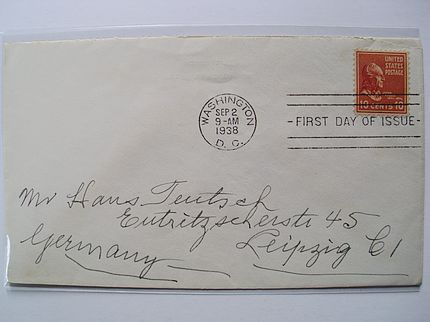 UNITED
STATES
POSTAGE
10 CENTS 10
WASHINGTON
SEP 2
9-AM
1938
D. C.
FIRST DAY OF ISSUE
Mr Hans Teutsch
Eutritzscherstr 45
Leipzig C1
Germany